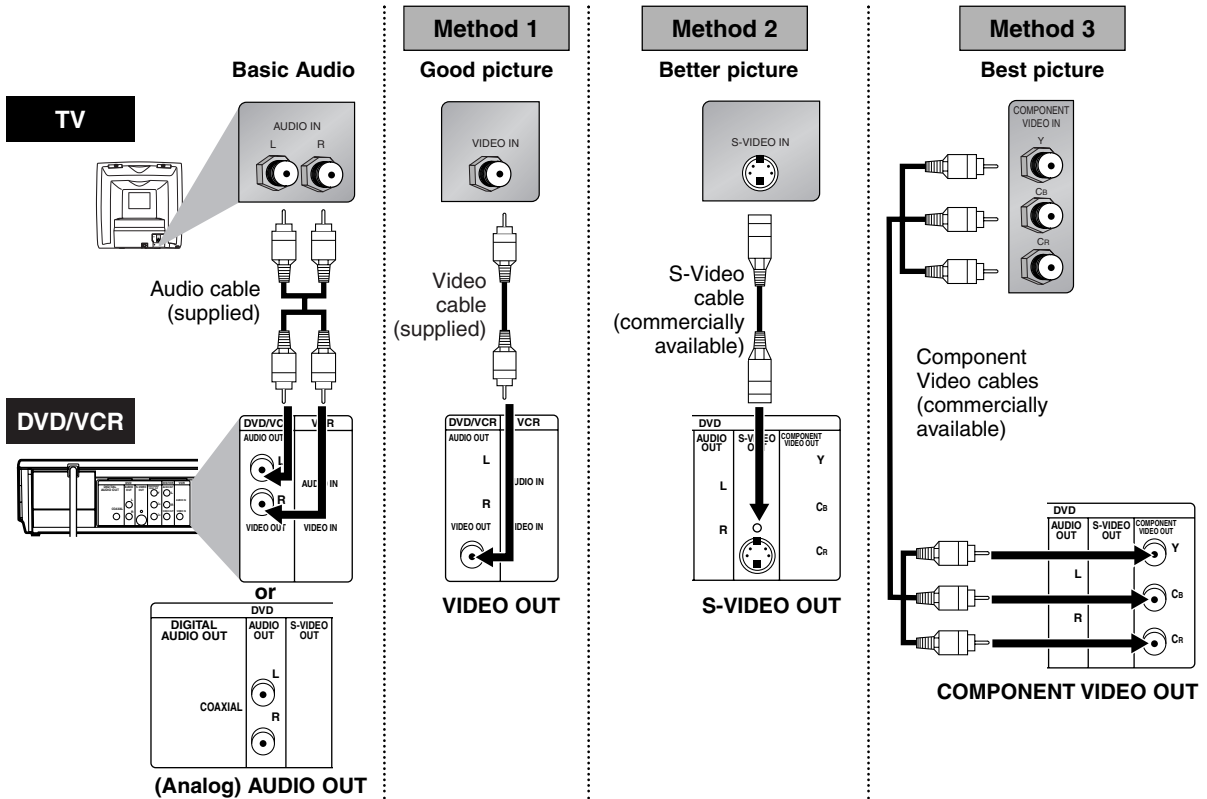 Method 1
Method 2
Method 3
Basic Audio
Good picture
Better picture
Best picture
TV
AUDIO IN
L
R
VIDEO IN
S-VIDEO IN
COMPONENT
VIDEO IN
Y
CB
CR
Audio cable
(supplied)
Video
cable
(supplied)
S-Video
cable
(commercially
available)
Component
Video cables
(commercially
available)
DVD/VCR
VCR
AUDIO OUT
L
R
VIDEO OUT
VIDEO IN
or
DVD
DIGITAL
AUDIO OUT
AUDIO
OUT
S-VIDEO
OUT
L
COAXIAL
R
(Analog) AUDIO OUT
DVD/VCR
VCR
AUDIO OUT
L
R
VIDEO OUT
VIDEO OUT
DVD
AUDIO
OUT
COMPONENT
VIDEO OUT
Y
L
CB
R
CR
S-VIDEO OUT
DVD
AUDIO
OUT
S-VIDEO
OUT
COMPONENT
VIDEO OUT
Y
L
CB
R
CR
COMPONENT VIDEO OUT